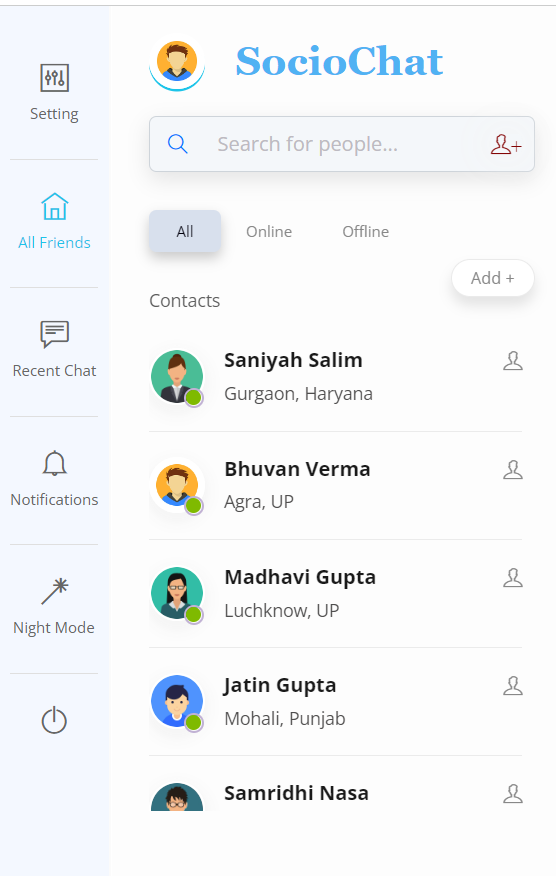 SocioChat
Setting
Search for people...
All Friends
All
Online
Offline
Add +
Contacts
Recent Chat
Saniyah Salim
Gurgaon, Haryana
Notifications
Bhuvan Verma
Agra, UP
Madhavi Gupta
Luchknow, UP
Night Mode
Jatin Gupta
Mohali, Punjab
Samridhi Nasa